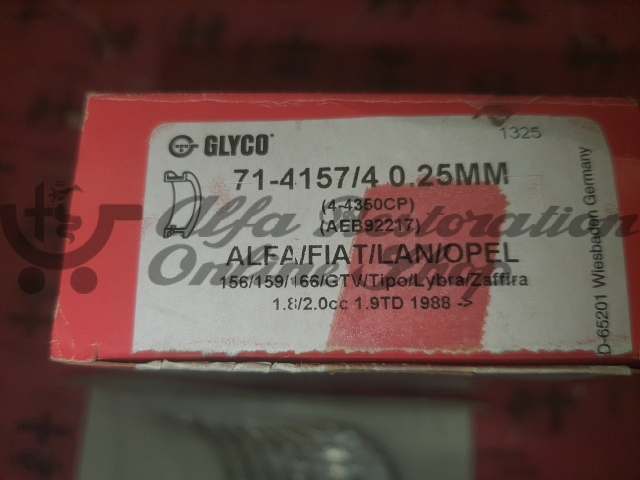 1325
GLYCO
71-4157/4 0.25MM
(4-4350CP)
(AEB92217)
ALFA/FIAT/LAN/OPEL
156/159/166/GTV/Tipo/Lybra/Zaffira
1.8/2.0cc 1.9TD 1988 ->
D-65201 Wiesbaden Germany
Alfa Restoration
Online Shop